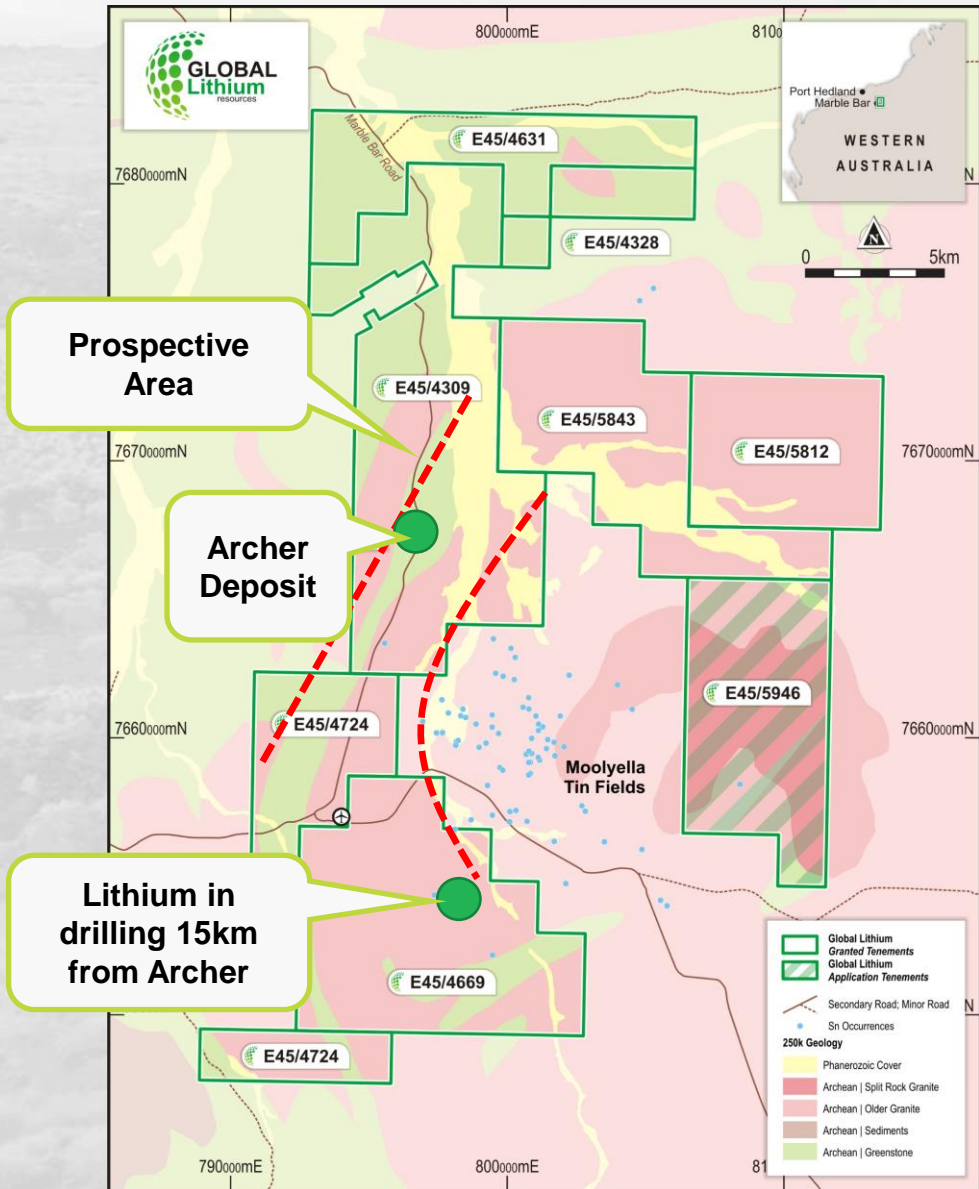 GLOBAL
Lithium
resources
800000mE
810
Port Hedland
Marble Bar
WESTERN
AUSTRALIA
Marble Bar Road
E45/4631
7680000mN
N
E45/4328
N
0 5km
Prospective
Area
E45/4309
E45/5843
E45/5812
7670000mN
7670000mN
Archer
Deposit
E45/5946
E45/4724
7660000mN
7660000mN
Moolyella
Tin Fields
Lithium in
drilling 15km
from Archer
E45/4669
E45/4724
N
Global Lithium
Granted Tenements
Global Lithium
Application Tenements
Secondary Road; Minor Road
Sn Occurrences
250k Geology
Phanerozoic Cover
Archean | Split Rock Granite
Archean | Older Granite
Archean | Sediments
Archean | Greenstone
790000mE
800000mE
81